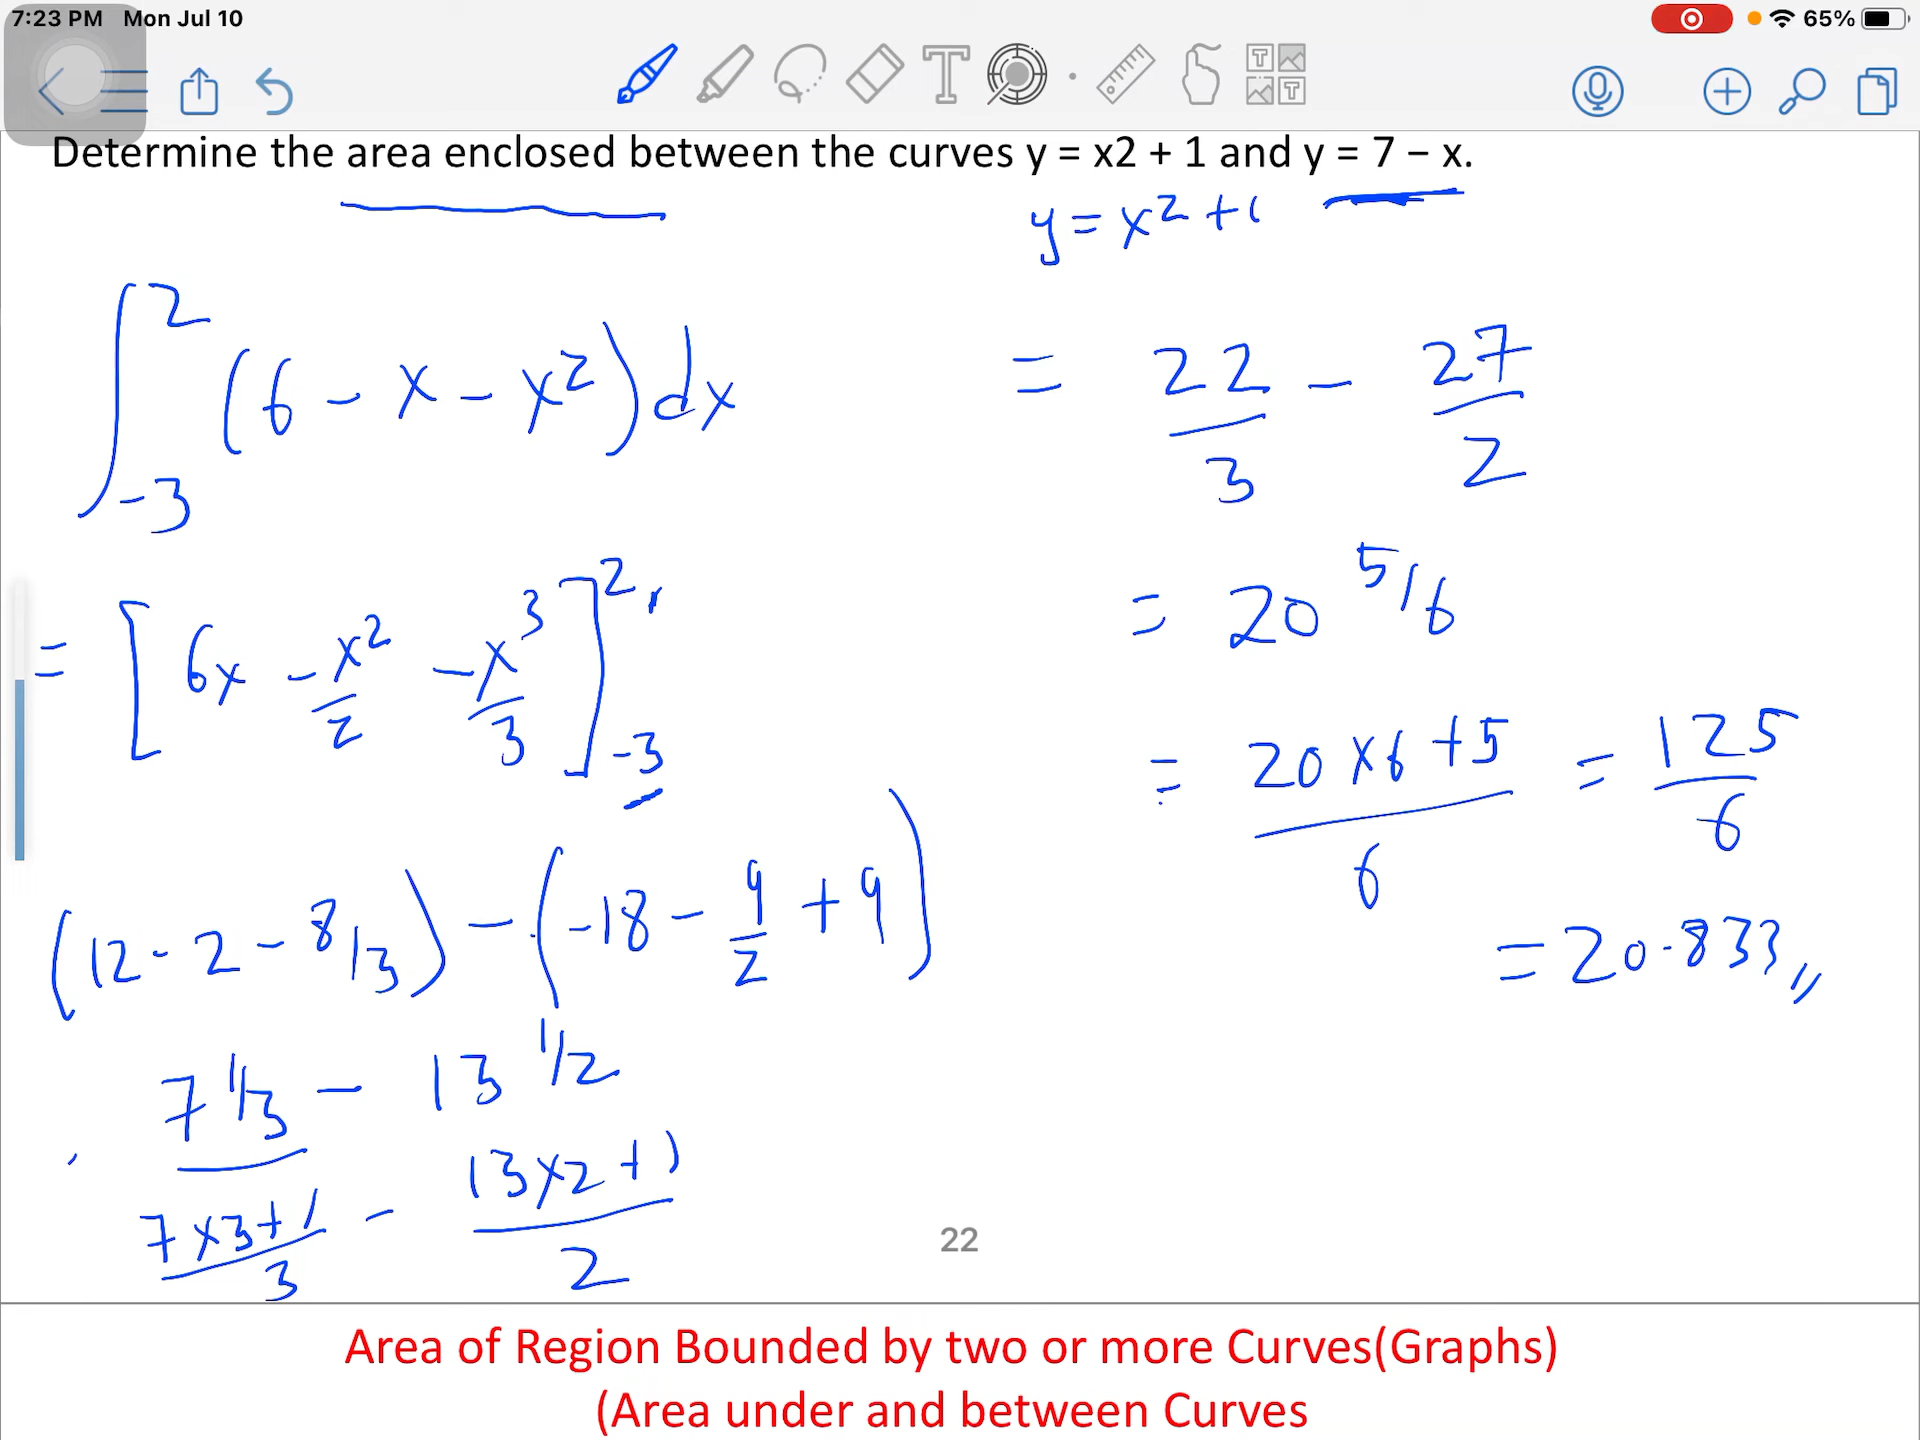 7:23 PM Mon Jul 10 65%
Determine the area enclosed between the curves y = x2 + 1 and y = 7 − x.
y = x² + 1
∫₋₃² (6 - x - x²) dx
= [6x - x²/2 - x³/3]²₋₃
(12 - 2 - 8/3) - (-18 - 9/2 + 9)
7 1/3 - 13 1/2
7×3+1/3 - 13×2+1/2
= 22/3 - 27/2
= 20 5/6
= 20×6+5/6 = 125/6
= 20.833
22
Area of Region Bounded by two or more Curves(Graphs)
(Area under and between Curves